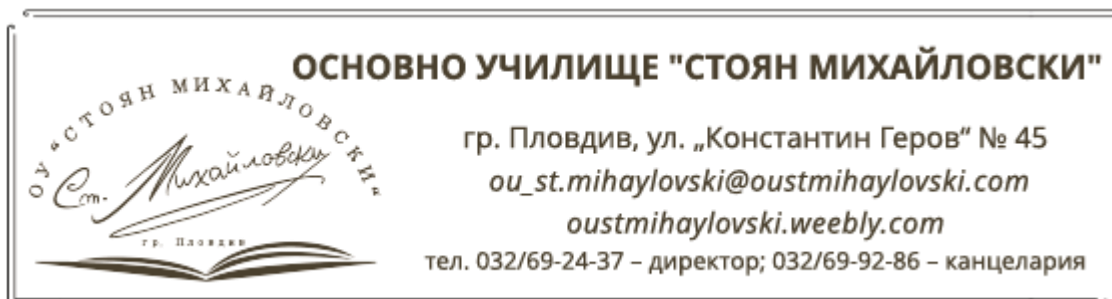 ОСНОВНО УЧИЛИЩЕ "СТОЯН МИХАЙЛОВСКИ"
ОУ "СТОЯН МИХАЙЛОВСКИ"
Ст. Михайловски
гр. Пловдив
гр. Пловдив, ул. „Константин Геров“ № 45
ou_st.mihaylovski@oustmihaylovski.com
oustmihaylovski.weebly.com
тел. 032/69-24-37 – директор; 032/69-92-86 – канцелария